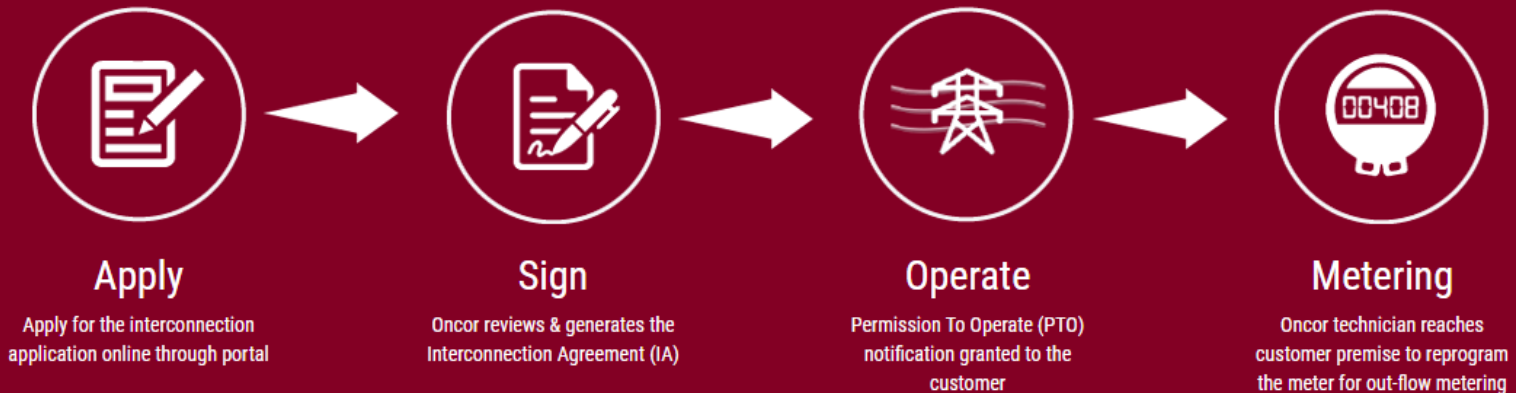 00408
Apply
Apply for the interconnection
application online through portal
Sign
Oncor reviews & generates the
Interconnection Agreement (IA)
Operate
Permission To Operate (PTO)
notification granted to the
customer
Metering
Oncor technician reaches
customer premise to reprogram
the meter for out-flow metering